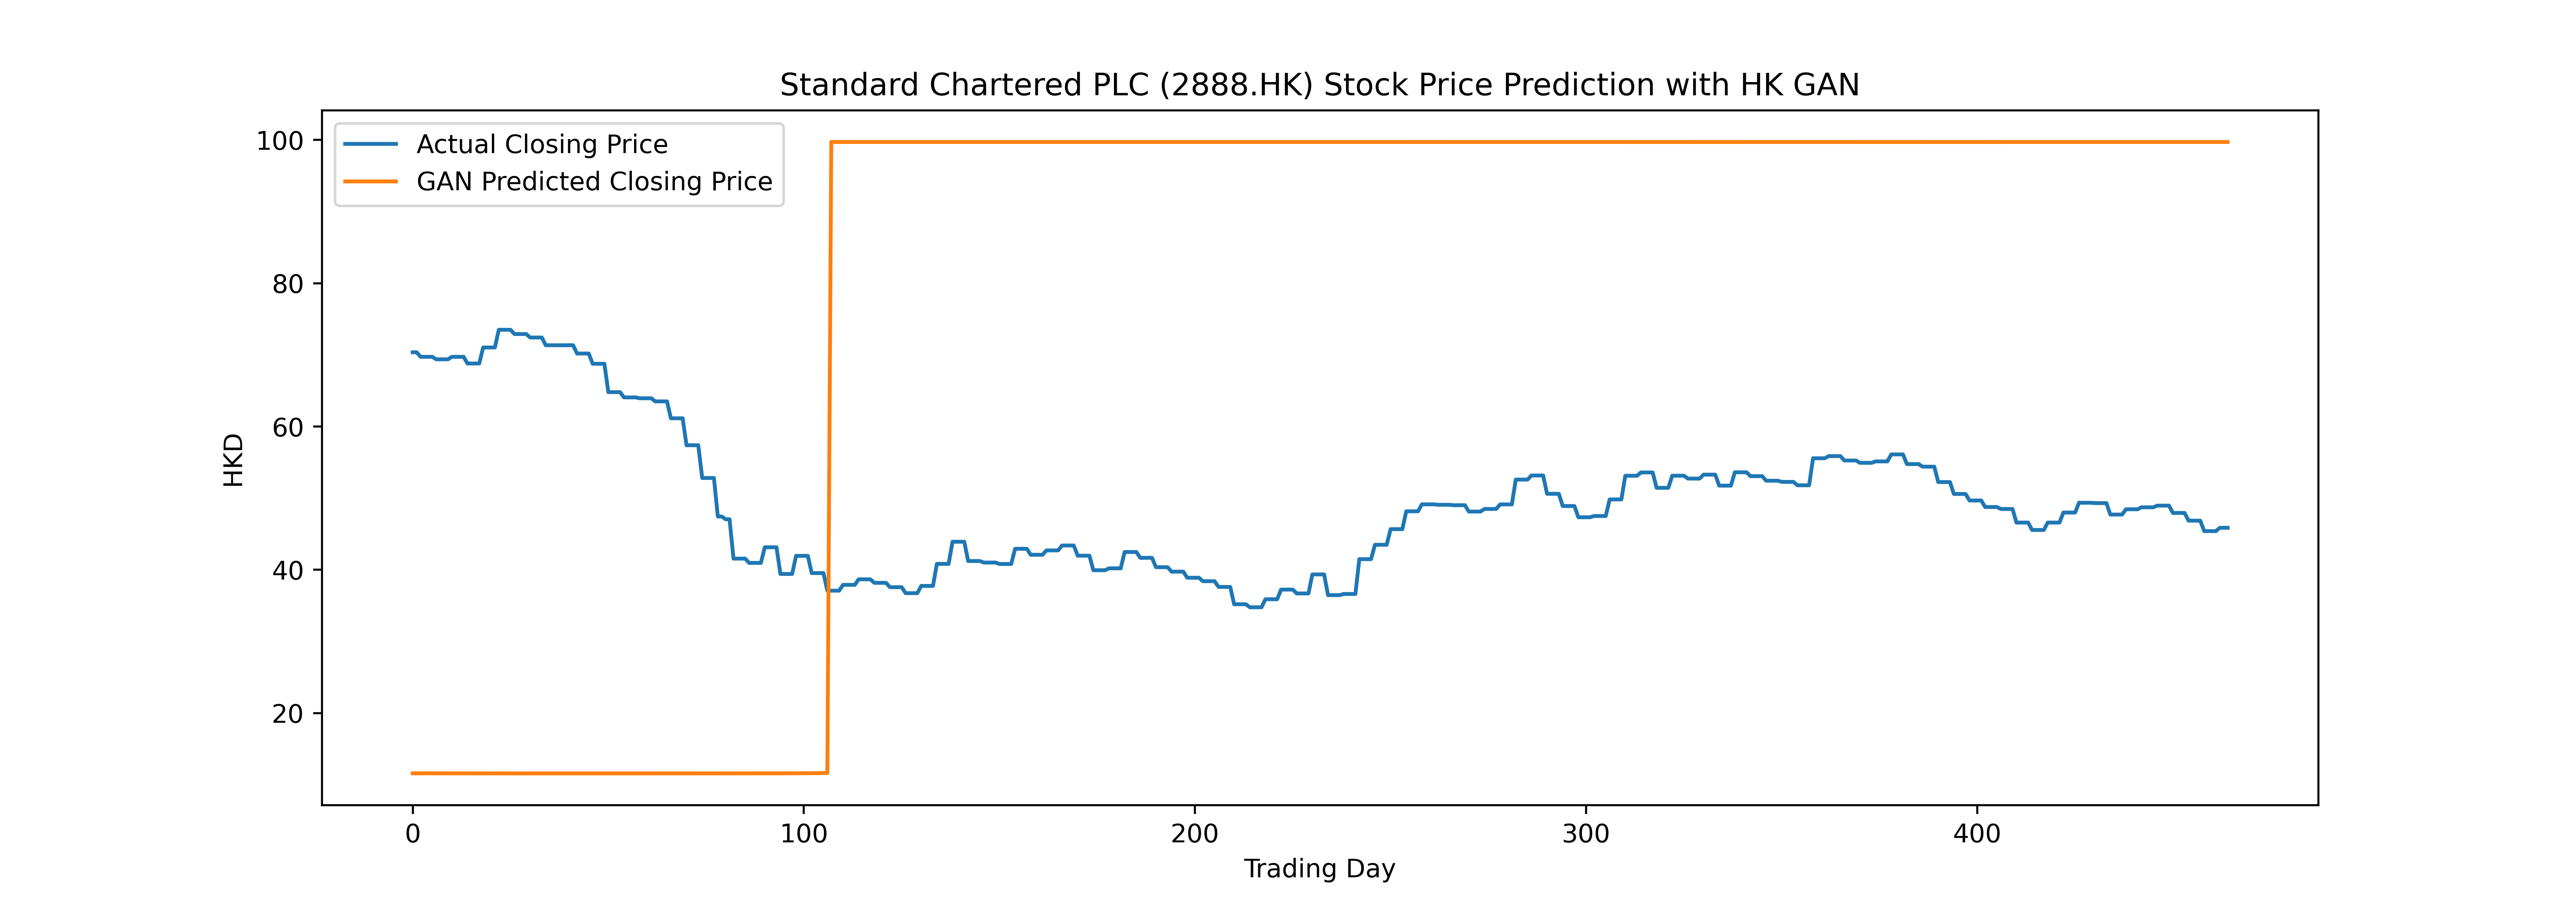 Standard Chartered PLC (2888.HK) Stock Price Prediction with HK GAN
Actual Closing Price
GAN Predicted Closing Price
HKD
100
80
60
40
20
0
100
200
300
400
Trading Day